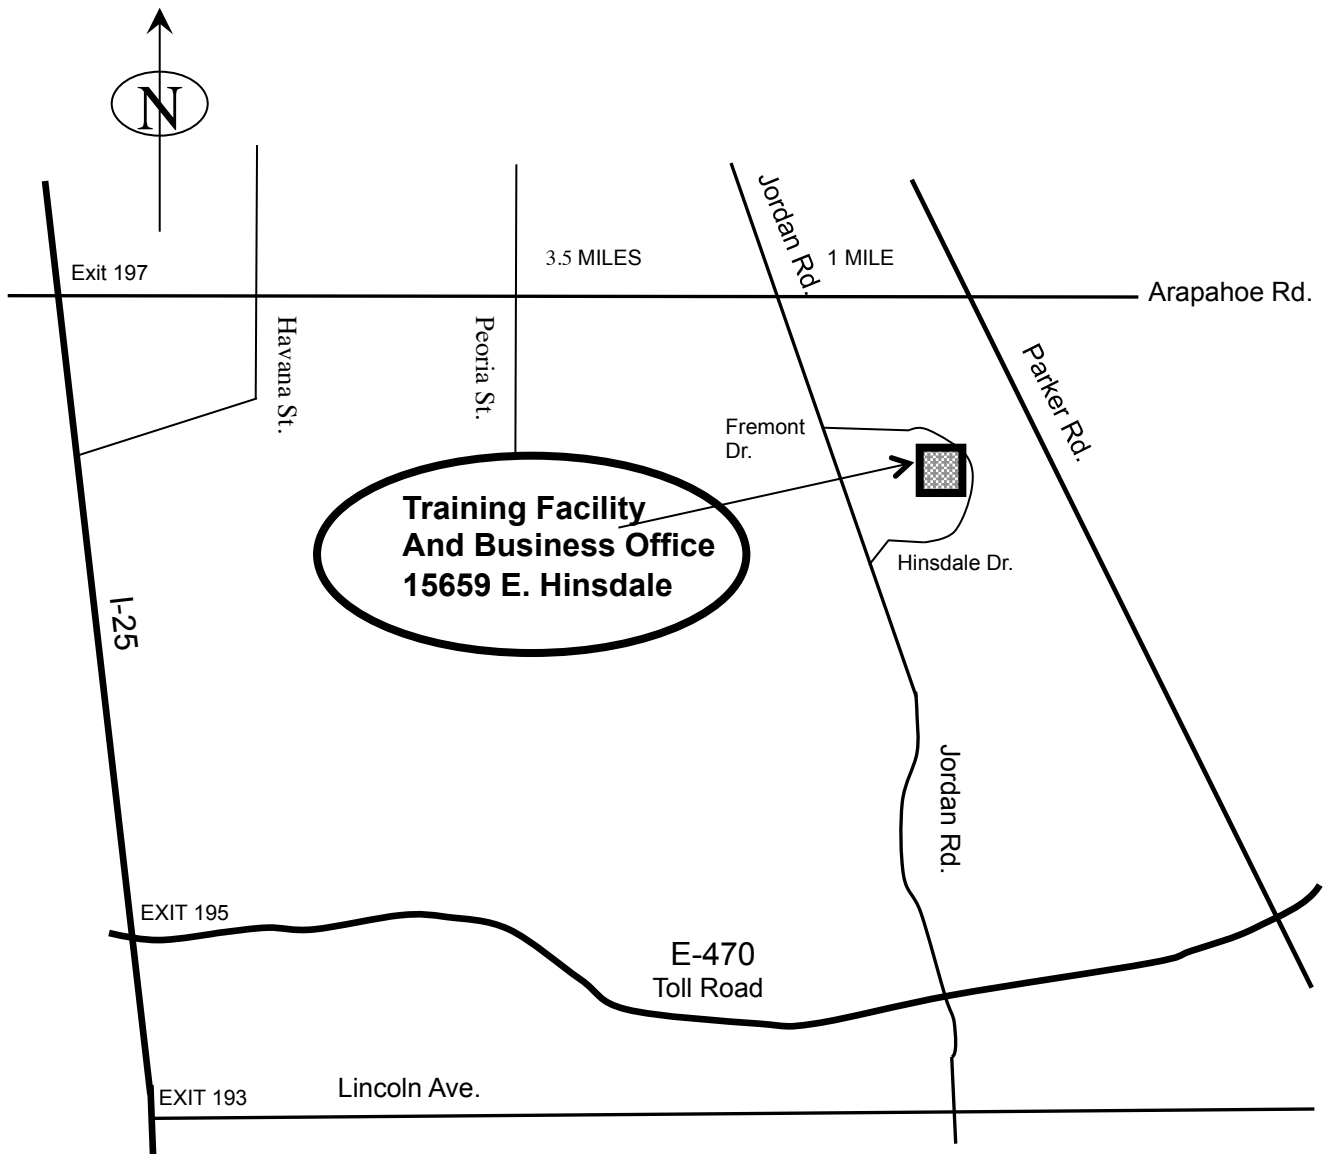 N
Jordan Rd.
3.5 MILES
1 MILE
Exit 197
Arapahoe Rd.
Havana St.
Peoria St.
Parker Rd.
Fremont
Dr.
Training Facility
And Business Office
15659 E. Hinsdale
Hinsdale Dr.
I-25
Jordan Rd.
EXIT 195
E-470
Toll Road
EXIT 193
Lincoln Ave.